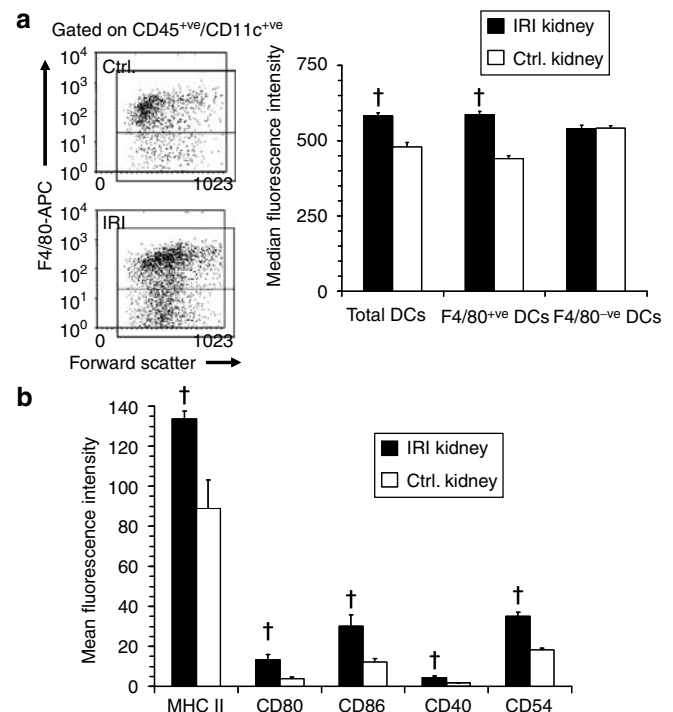 a
Gated on CD45+ve/CD11c+ve
Ctrl.
10⁴
10³
10²
10¹
10⁰
0 1023
IRI
10⁴
10³
10²
10¹
10⁰
0 1023
F4/80-APC
Forward scatter
IRI kidney
Ctrl. kidney
Median fluorescence intensity
750
500
250
0
† †
Total DCs F4/80+ve DCs F4/80–ve DCs
b
IRI kidney
Ctrl. kidney
Mean fluorescence intensity
140
120
100
80
60
40
20
0
† † † † †
MHC II CD80 CD86 CD40 CD54